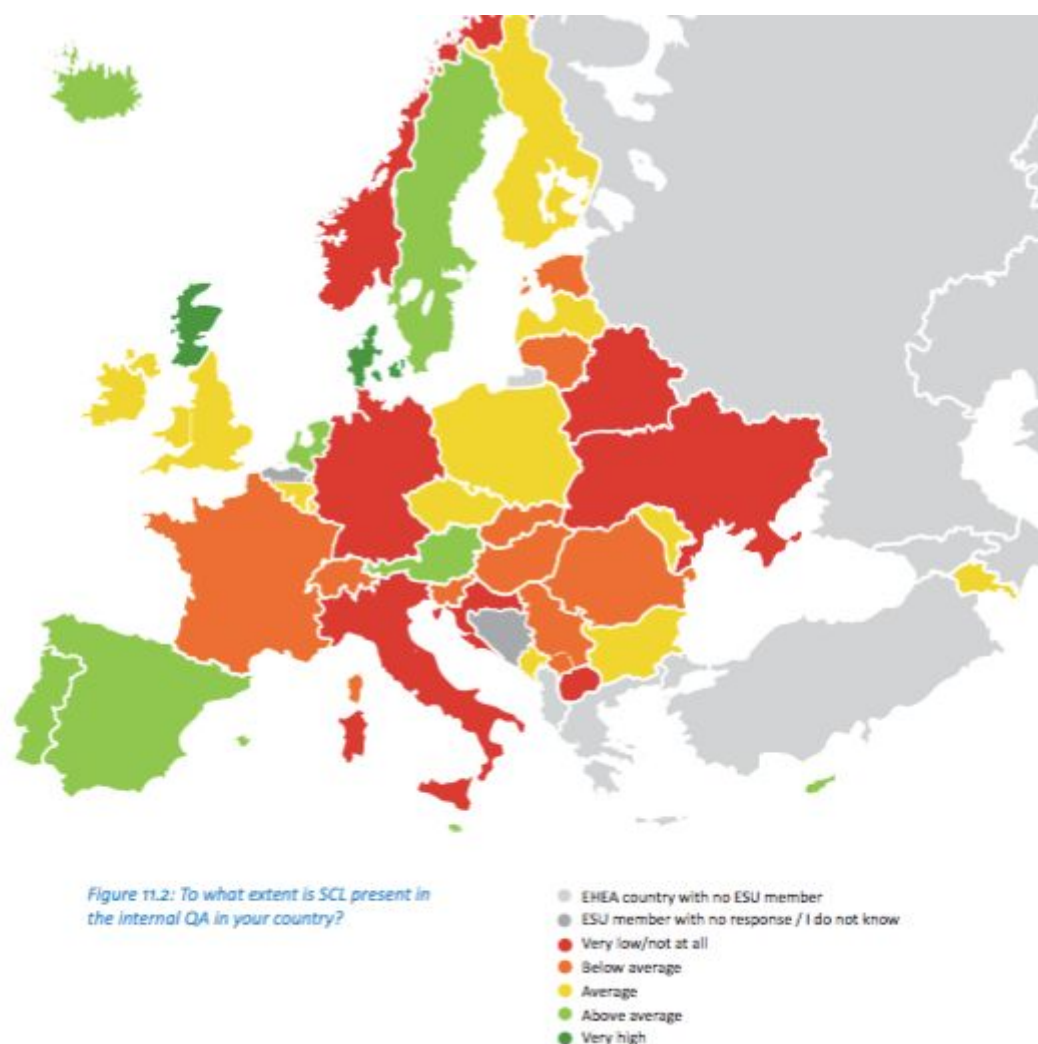 Figure 11.2: To what extent is SCL present in
the internal QA in your country?
EHEA country with no ESU member
ESU member with no response / I do not know
Very low/not at all
Below average
Average
Above average
Very high